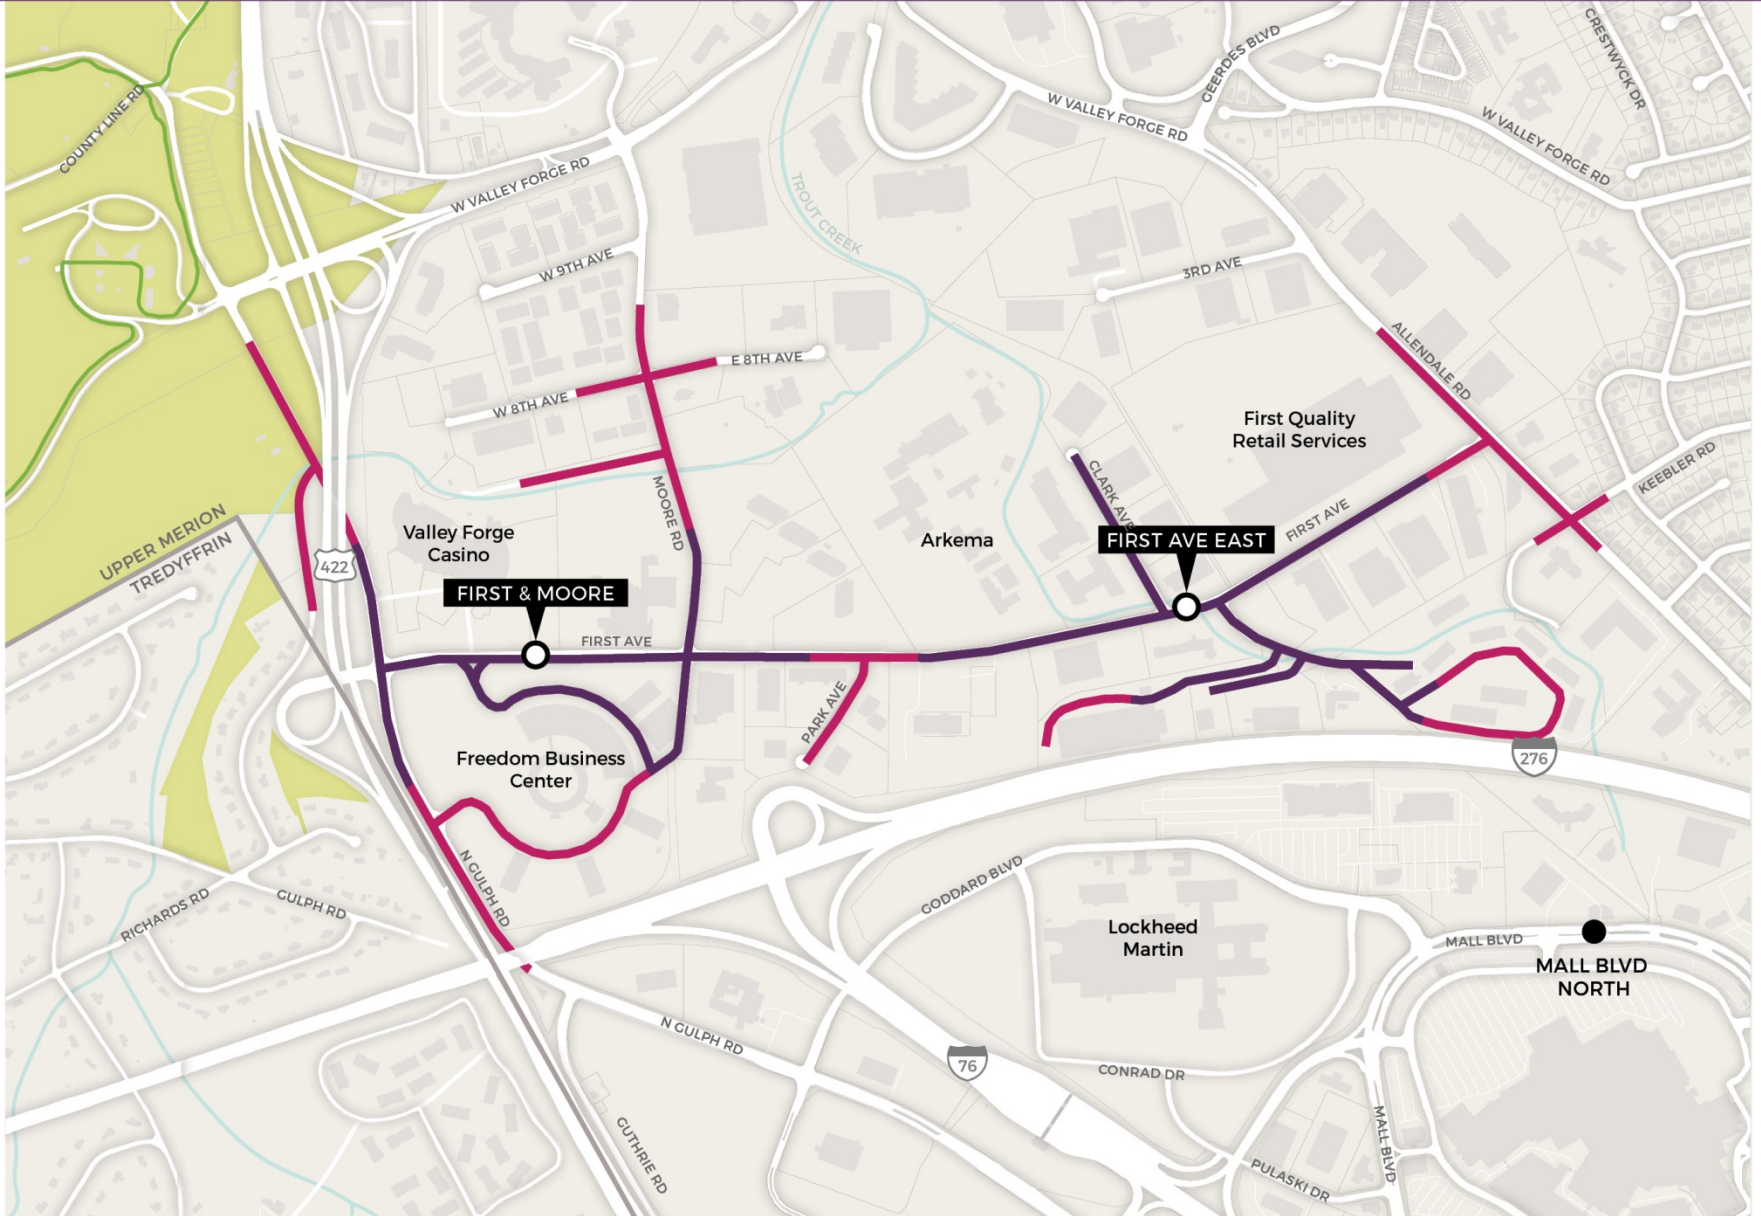 CRESTWYCK DR
GEERDES BLVD
W VALLEY FORGE RD
W VALLEY FORGE RD
COUNTY LINE RD
W VALLEY FORGE RD
TROUT CREEK
W 9TH AVE
3RD AVE
ALLENDALE RD
E 8TH AVE
W 8TH AVE
First Quality
Retail Services
KEEBLER RD
CLARK AVE
MOORE RD
UPPER MERION
TREDYFFRIN
Valley Forge
Casino
Arkema
FIRST AVE EAST
FIRST AVE
422
FIRST & MOORE
FIRST AVE
PARK AVE
Freedom Business
Center
276
N GULPH RD
RICHARDS RD
GULPH RD
GODDARD BLVD
Lockheed
Martin
MALL BLVD
MALL BLVD
NORTH
N GULPH RD
76
CONRAD DR
GUTHRIE RD
MALL BLVD
PULASKI DR